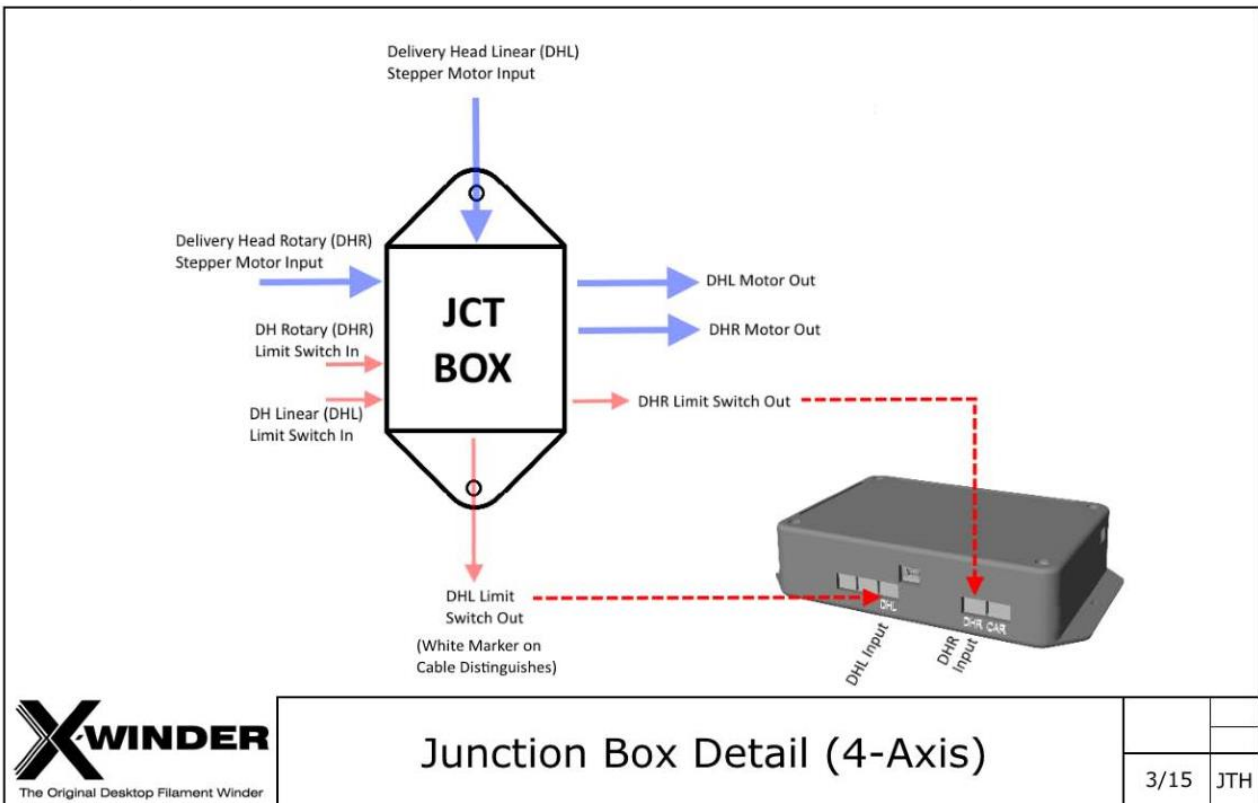 Delivery Head Linear (DHL)
Stepper Motor Input
Delivery Head Rotary (DHR)
Stepper Motor Input
DHL Motor Out
JCT
BOX
DH Rotary (DHR)
Limit Switch In
DHR Motor Out
DHR Limit Switch Out
DH Linear (DHL)
Limit Switch In
DHL Limit
Switch Out
(White Marker on
Cable Distinguishes)
DHL
DHR CAR
DHL Input
DHR
Input
X-WINDER
The Original Desktop Filament Winder
Junction Box Detail (4-Axis)
3/15
JTH